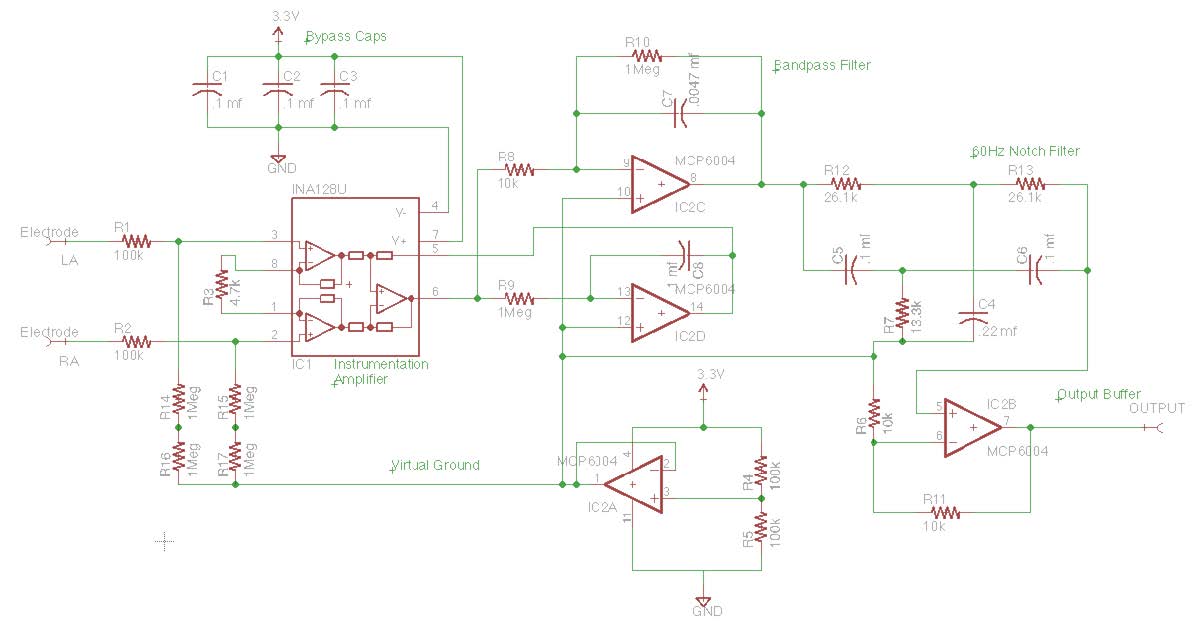 3.3V
Bypass Caps
C1
.1 mf
C2
.1 mf
C3
.1 mf
GND
R10
1Meg
C7
.0047 mf
Bandpass Filter
R8
10k
9
10
8
MCP6004
IC2C
60Hz Notch Filter
R12
26.1k
R13
26.1k
INA128U
V-
4
V+
7
5
6
3
8
1
2
Electrode
LA
R1
100k
R3
4.7k
Electrode
RA
R2
100k
IC1
Instrumentation
Amplifier
R9
1Meg
1 mf
C8
MCP6004
13
12
14
IC2D
C5
.1 mf
C6
.1 mf
R7
13.3k
C4
.22 mf
R14
1Meg
R15
1Meg
R16
1Meg
R17
1Meg
Virtual Ground
3.3V
MCP6004
4
2
1
3
11
IC2A
R4
100k
R5
100k
GND
R6
10k
5
6
7
IC2B
MCP6004
Output Buffer
OUTPUT
R11
10k